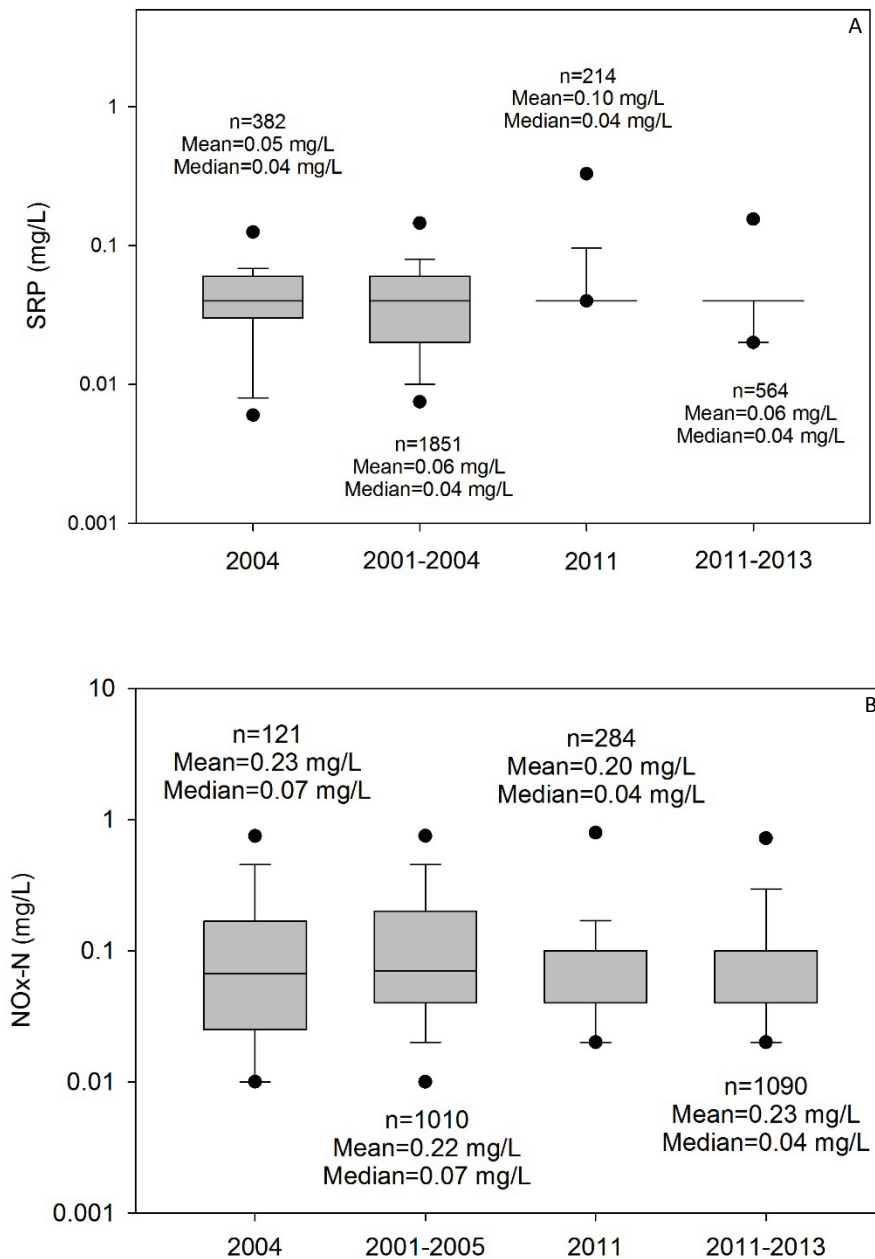 A
n=214
Mean=0.10 mg/L
Median=0.04 mg/L
n=382
Mean=0.05 mg/L
Median=0.04 mg/L
1
0.1
0.01
0.001
SRP (mg/L)
n=564
Mean=0.06 mg/L
Median=0.04 mg/L
n=1851
Mean=0.06 mg/L
Median=0.04 mg/L
2004
2001-2004
2011
2011-2013
B
10
1
0.1
0.01
0.001
NOx-N (mg/L)
n=121
Mean=0.23 mg/L
Median=0.07 mg/L
n=284
Mean=0.20 mg/L
Median=0.04 mg/L
n=1010
Mean=0.22 mg/L
Median=0.07 mg/L
n=1090
Mean=0.23 mg/L
Median=0.04 mg/L
2004
2001-2005
2011
2011-2013